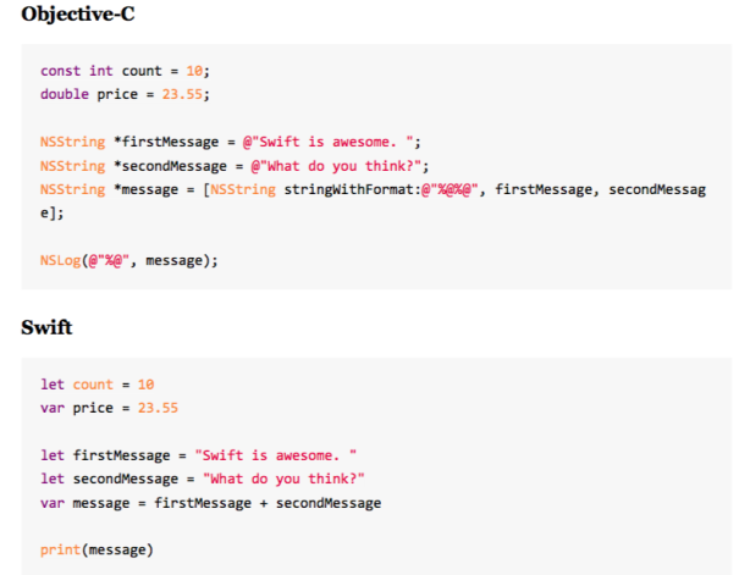 Objective-C
const int count = 10;
double price = 23.55;
NSString *firstMessage = @"Swift is awesome. ";
NSString *secondMessage = @"What do you think?";
NSString *message = [NSString stringWithFormat:@"%@%@", firstMessage, secondMessag
e];
NSLog(@"%@", message);
Swift
let count = 10
var price = 23.55
let firstMessage = "Swift is awesome. "
let secondMessage = "What do you think?"
var message = firstMessage + secondMessage
print(message)